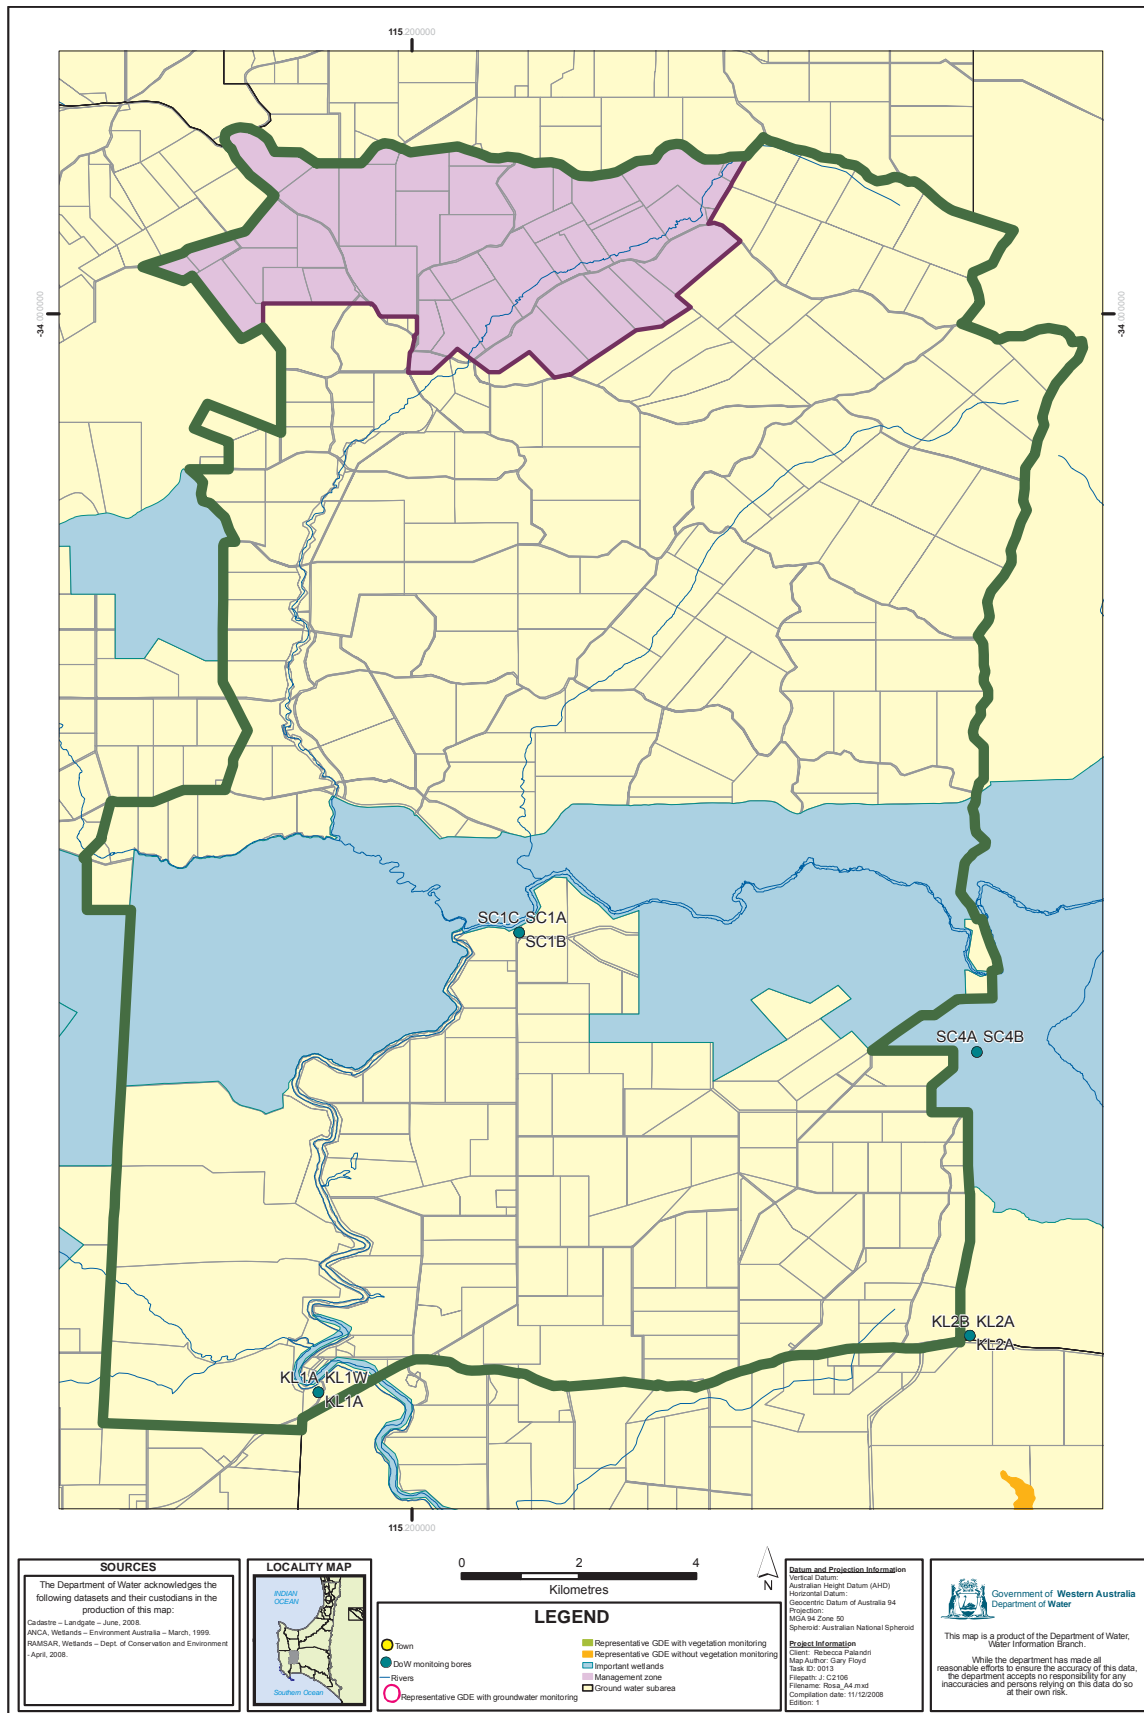 115.200000
-34.000000
-34.000000
SC1C SC1A
SC1B
SC4A SC4B
KL2B KL2A
KL2A
KL1A KL1W
KL1A
115.200000
SOURCES
The Department of Water acknowledges the
following datasets and their custodians in the
production of this map:
Cadastre – Landgate – June, 2008.
ANCA, Wetlands – Environment Australia – March, 1999.
RAMSAR, Wetlands – Dept. of Conservation and Environment
- April, 2008.
LOCALITY MAP
INDIAN
OCEAN
Southern Ocean
0 2 4
Kilometres
N
LEGEND
Town
DoW monitoing bores
Rivers
Representative GDE with groundwater monitoring
Representative GDE with vegetation monitoring
Representative GDE without vegetation monitoring
Important wetlands
Management zone
Ground water subarea
Datum and Projection Information
Vertical Datum:
Australian Height Datum (AHD)
Horizontal Datum:
Geocentric Datum of Australia 94
Projection:
MGA 94 Zone 50
Spheroid: Australian National Spheroid
Project Information
Client: Rebecca Palandri
Map Author: Gary Floyd
Task ID: 0013
Filepath: J: C2106
Filename: Rosa_A4.mxd
Compilation date: 11/12/2008
Edition: 1
Government of Western Australia
Department of Water
This map is a product of the Department of Water,
Water Information Branch.
While the department has made all
reasonable efforts to ensure the accuracy of this data,
the department accepts no responsibility for any
inaccuracies and persons relying on this data do so
at their own risk.